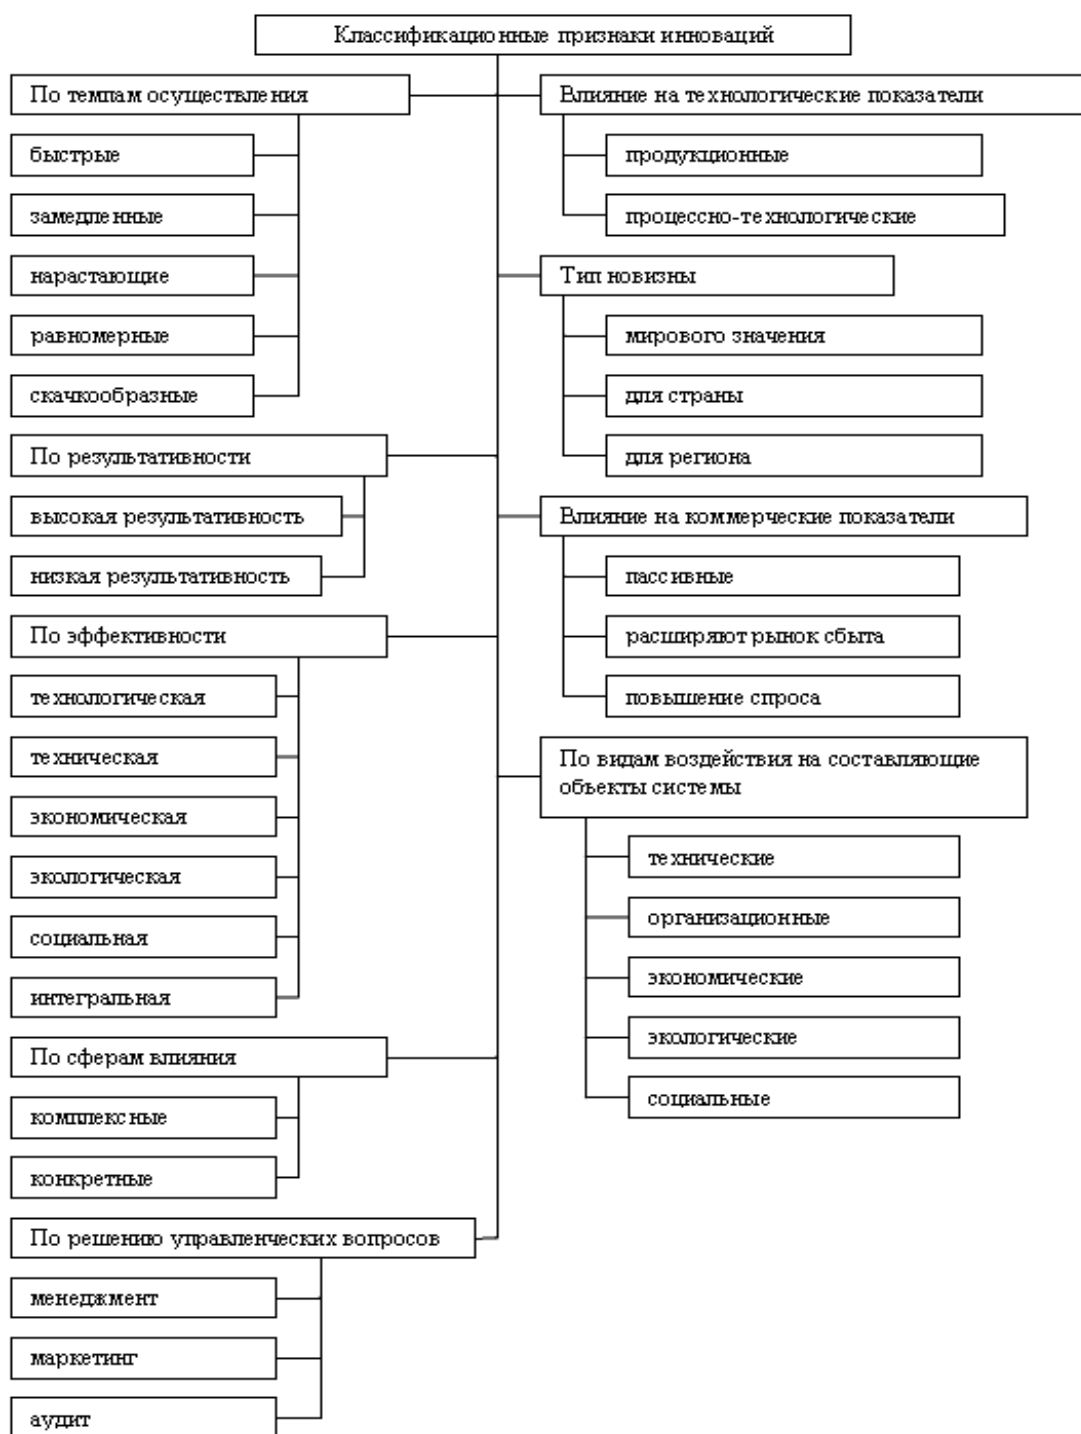 Классификационные признаки инноваций
По темпам осуществления
быстрые
замедленные
нарастающие
равномерные
скачкообразные
По результативности
высокая результативность
низкая результативность
По эффективности
технологическая
техническая
экономическая
экологическая
социальная
интегральная
По сферам влияния
комплексные
конкретные
По решению управленческих вопросов
менеджмент
маркетинг
аудит
Влияние на технологические показатели
продукционные
процессно-технологические
Тип новизны
мирового значения
для страны
для региона
Влияние на коммерческие показатели
пассивные
расширяют рынок сбыта
повышение спроса
По видам воздействия на составляющие
объекты системы
технические
организационные
экономические
экологические
социальные